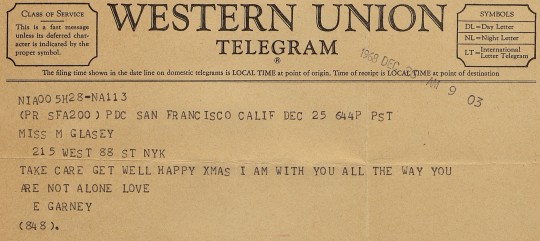 CLASS OF SERVICE
This is a fast message
unless its deferred char-
acter is indicated by the
proper symbol.
WESTERN UNION
TELEGRAM
®
SYMBOLS
DL=Day Letter
NL=Night Letter
LT=International
Letter Telegram
1958 DEC AM 9 03
The filing time shown in the date line on domestic telegrams is LOCAL TIME at point of origin. Time of receipt is LOCAL TIME at point of destination
NIA005H28-NA113
(PR SFA200) PDC SAN FRANCISCO CALIF DEC 25 644P PST
MISS M GLASEY
215 WEST 88 ST NYK
TAKE CARE GET WELL HAPPY XMAS I AM WITH YOU ALL THE WAY YOU
ARE NOT ALONE LOVE
E GARNEY
(848).